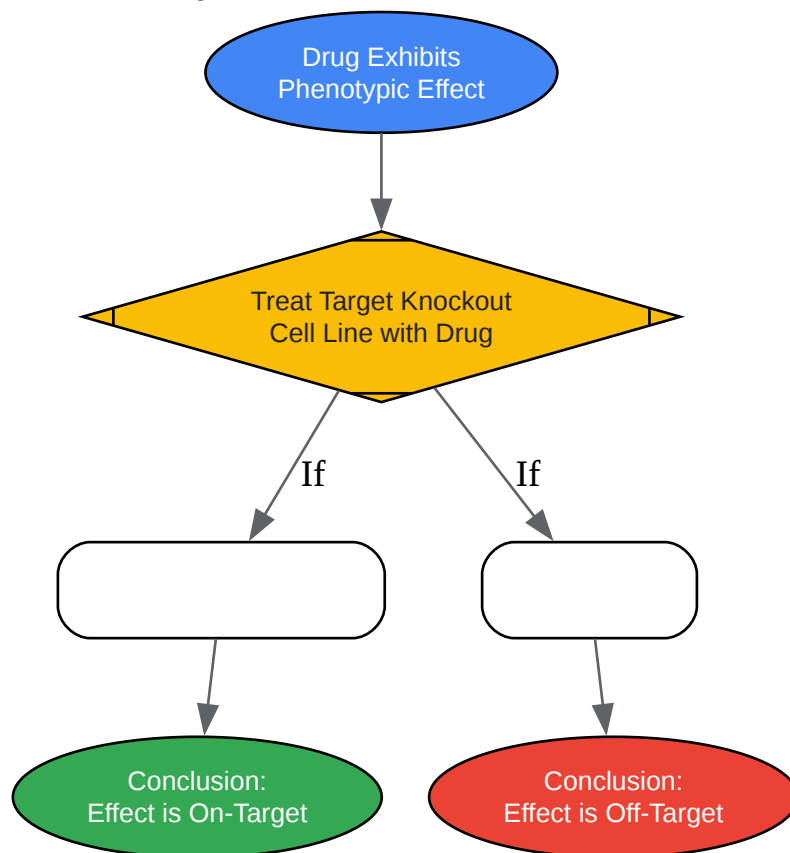 Drug Exhibits
Phenotypic Effect
Treat Target Knockout
Cell Line with Drug
If
If
Conclusion:
Effect is On-Target
Conclusion:
Effect is Off-Target